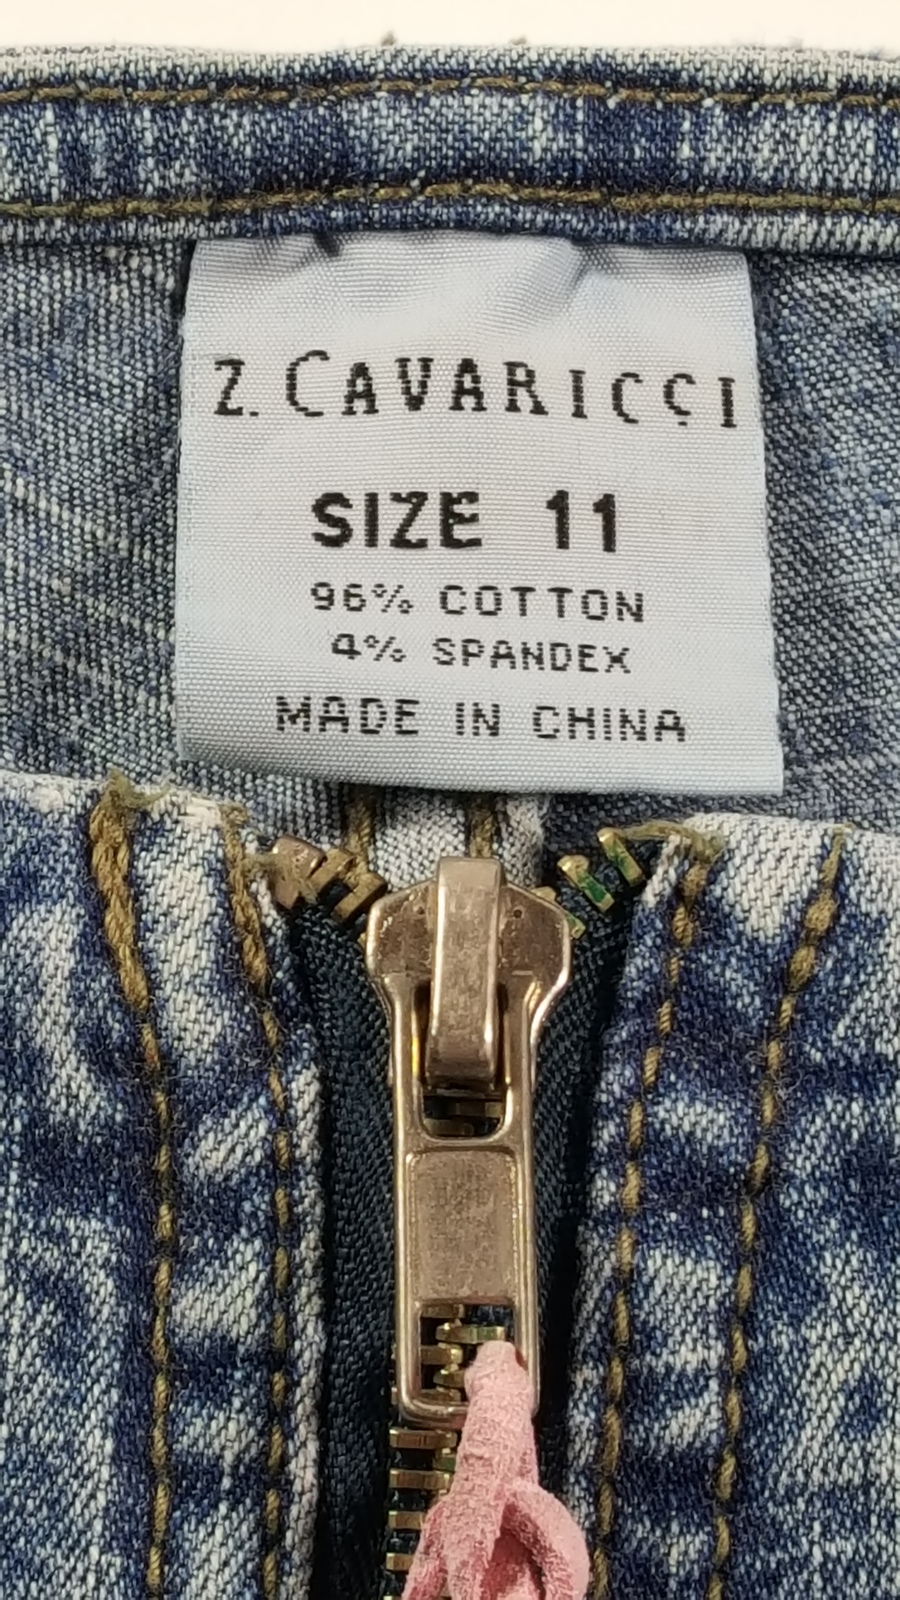 Z. CAVARICCI
SIZE 11
96% COTTON
4% SPANDEX
MADE IN CHINA